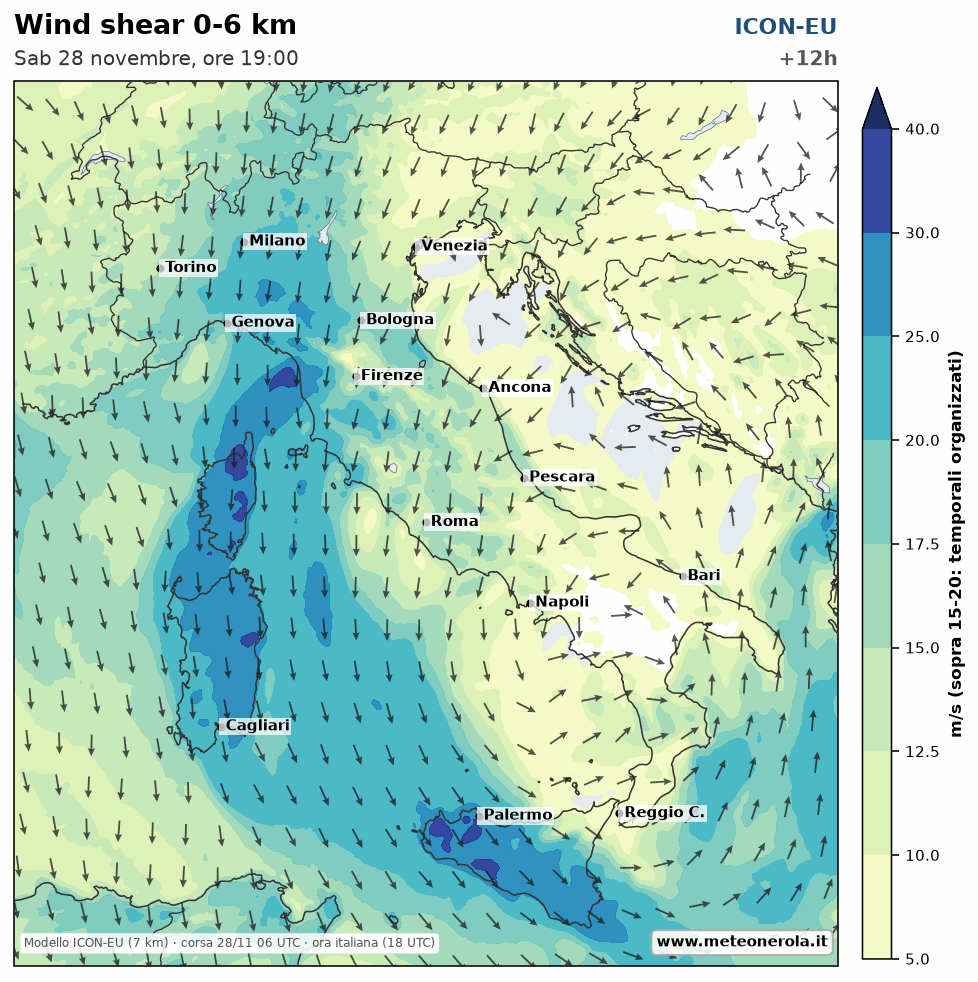 Wind shear 0-6 km
ICON-EU
Sab 28 novembre, ore 19:00
+12h
40.0
30.0
25.0
20.0
17.5
15.0
12.5
10.0
5.0
m/s (sopra 15-20: temporali organizzati)
Milano
Venezia
Torino
Genova
Bologna
Firenze
Ancona
Pescara
Roma
Bari
Napoli
Cagliari
Palermo
Reggio C.
Modello ICON-EU (7 km) · corsa 28/11 06 UTC · ora italiana (18 UTC)
www.meteonerola.it